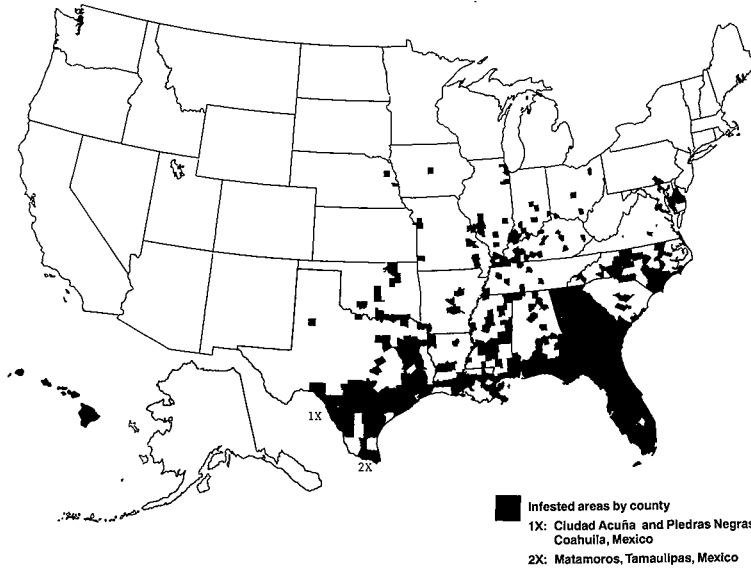 1X
2X
Infested areas by county
1X: Ciudad Acuña and Piedras Negras
Coahuila, Mexico
2X: Matamoros, Tamaulipas, Mexico